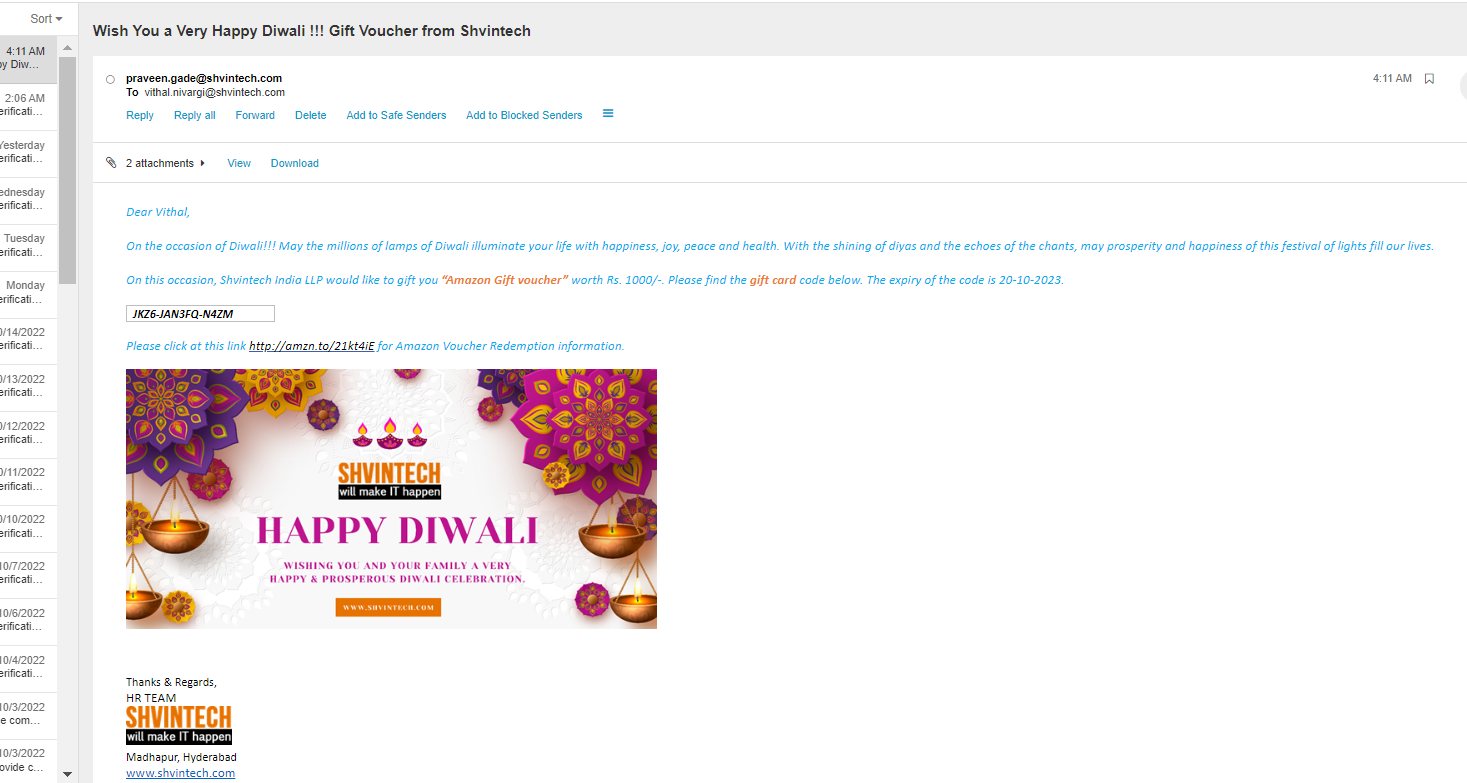 Sort
4:11 AM
y Diw...
2:06 AM
erificati...
Yesterday
erificati...
ednesday
erificati...
Tuesday
erificati...
Monday
erificati...
0/14/2022
erificati...
0/13/2022
erificati...
0/12/2022
erificati...
0/11/2022
erificati...
0/10/2022
erificati...
10/7/2022
erificati...
10/6/2022
erificati...
10/4/2022
erificati...
10/3/2022
e com...
10/3/2022
ovide c...
Wish You a Very Happy Diwali !!! Gift Voucher from Shvintech
praveen.gade@shvintech.com
4:11 AM
To vithal.nivargi@shvintech.com
Reply Reply all Forward Delete Add to Safe Senders Add to Blocked Senders
2 attachments View Download
Dear Vithal,
On the occasion of Diwali!!! May the millions of lamps of Diwali illuminate your life with happiness, joy, peace and health. With the shining of diyas and the echoes of the chants, may prosperity and happiness of this festival of lights fill our lives.
On this occasion, Shvintech India LLP would like to gift you “Amazon Gift voucher” worth Rs. 1000/-. Please find the gift card code below. The expiry of the code is 20-10-2023.
JKZ6-JAN3FQ-N4ZM
Please click at this link http://amzn.to/21kt4iE for Amazon Voucher Redemption information.
SHVINTECH
will make IT happen
HAPPY DIWALI
WISHING YOU AND YOUR FAMILY A VERY
HAPPY & PROSPEROUS DIWALI CELEBRATION.
WWW.SHVINTECH.COM
Thanks & Regards,
HR TEAM
SHVINTECH
will make IT happen
Madhapur, Hyderabad
www.shvintech.com